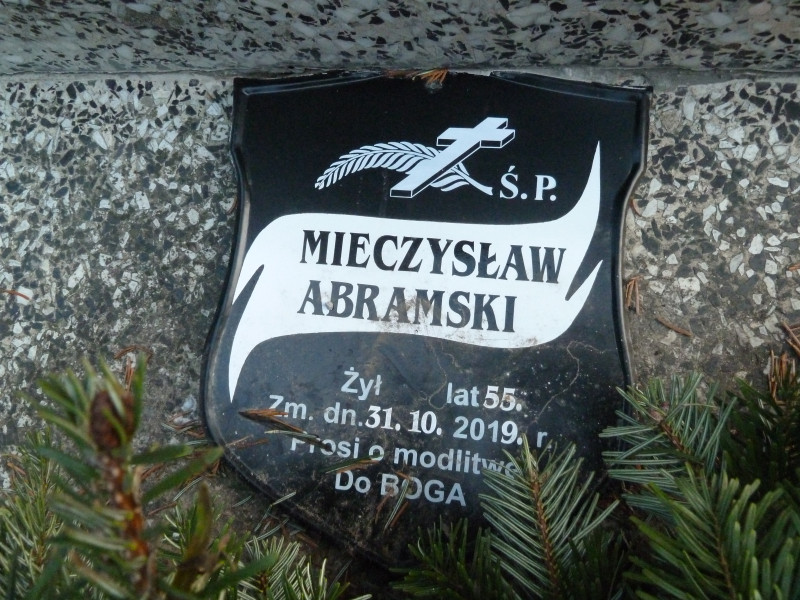 Ś.P.
MIECZYSŁAW
ABRAMSKI
Żył lat 55.
Zm. dn. 31. 10. 2019. r.
Prosi o modlitwę
Do BOGA